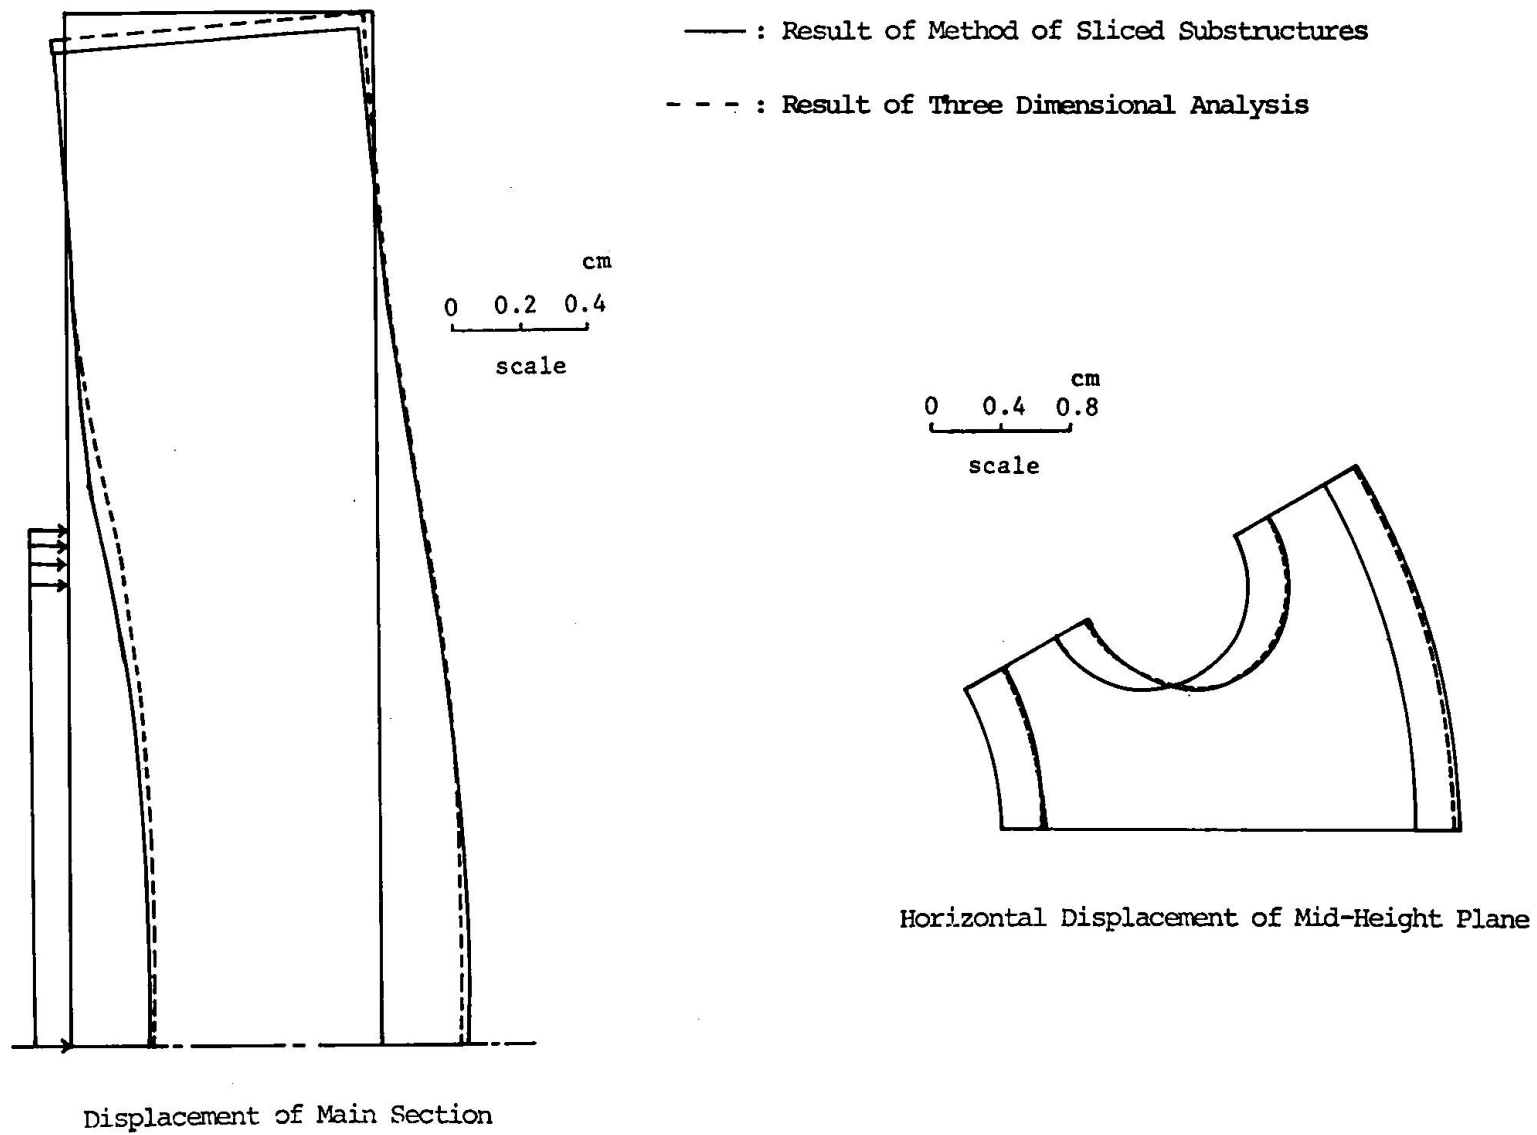 — : Result of Method of Sliced Substructures
- - - : Result of Three Dimensional Analysis
cm
0 0.2 0.4
scale
cm
0 0.4 0.8
scale
Horizontal Displacement of Mid-Height Plane
Displacement of Main Section